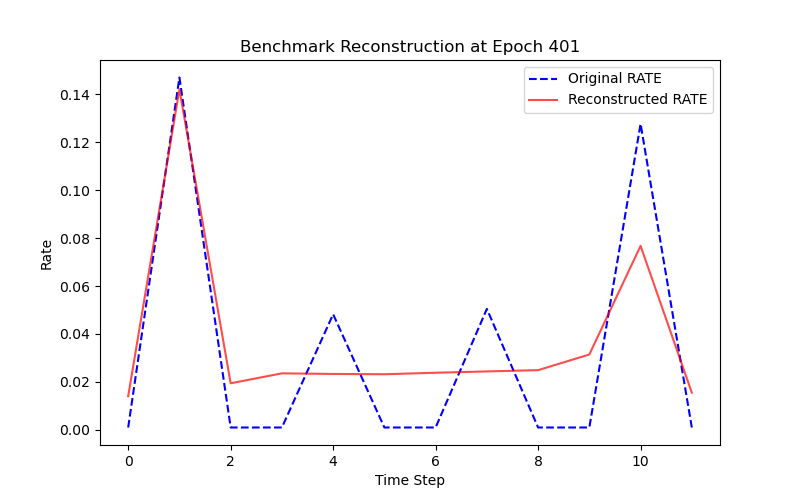 Benchmark Reconstruction at Epoch 401
Original RATE
Reconstructed RATE
0.14
0.12
0.10
0.08
0.06
0.04
0.02
0.00
Rate
0 2 4 6 8 10
Time Step